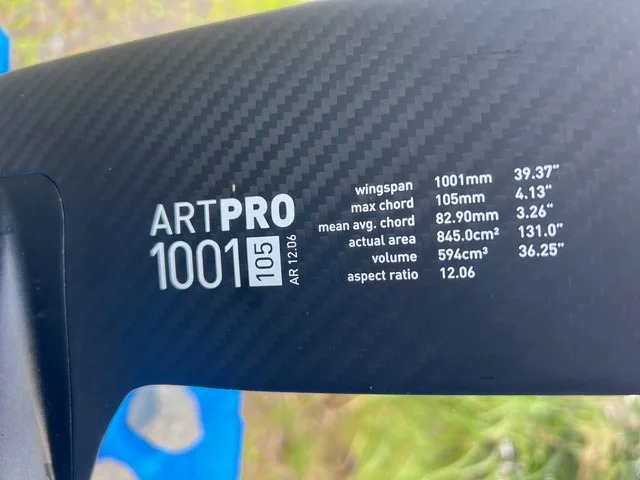 ARTPRO
1001 105 AR 12.06
wingspan 1001mm 39.37"
max chord 105mm 4.13"
mean avg. chord 82.90mm 3.26"
actual area 845.0cm² 131.0"
volume 594cm³ 36.25"
aspect ratio 12.06